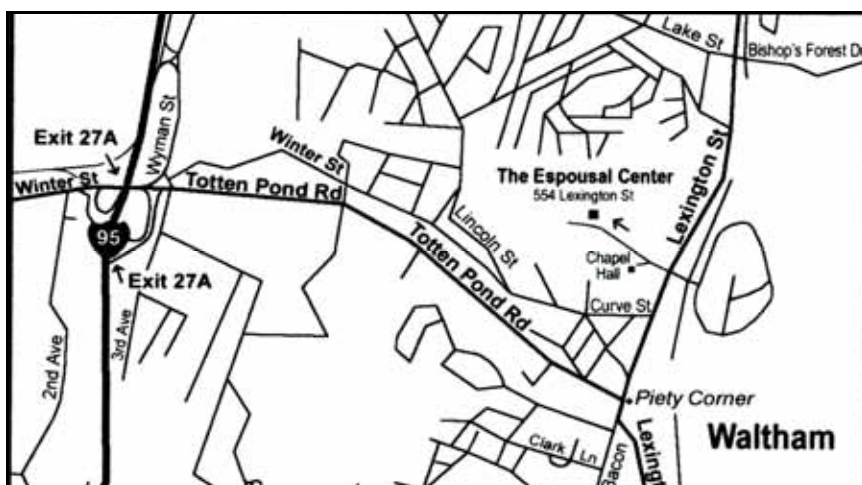 Lake St
Bishop's Forest Dr
Exit 27A
Wyman St
Winter St
The Espousal Center
554 Lexington St
Lexington St
Winter St
Totten Pond Rd
95
Lincoln St
Chapel
Hall
Exit 27A
Totten Pond Rd
Curve St
2nd Ave
3rd Ave
Piety Corner
Waltham
Clark Ln
Bacon